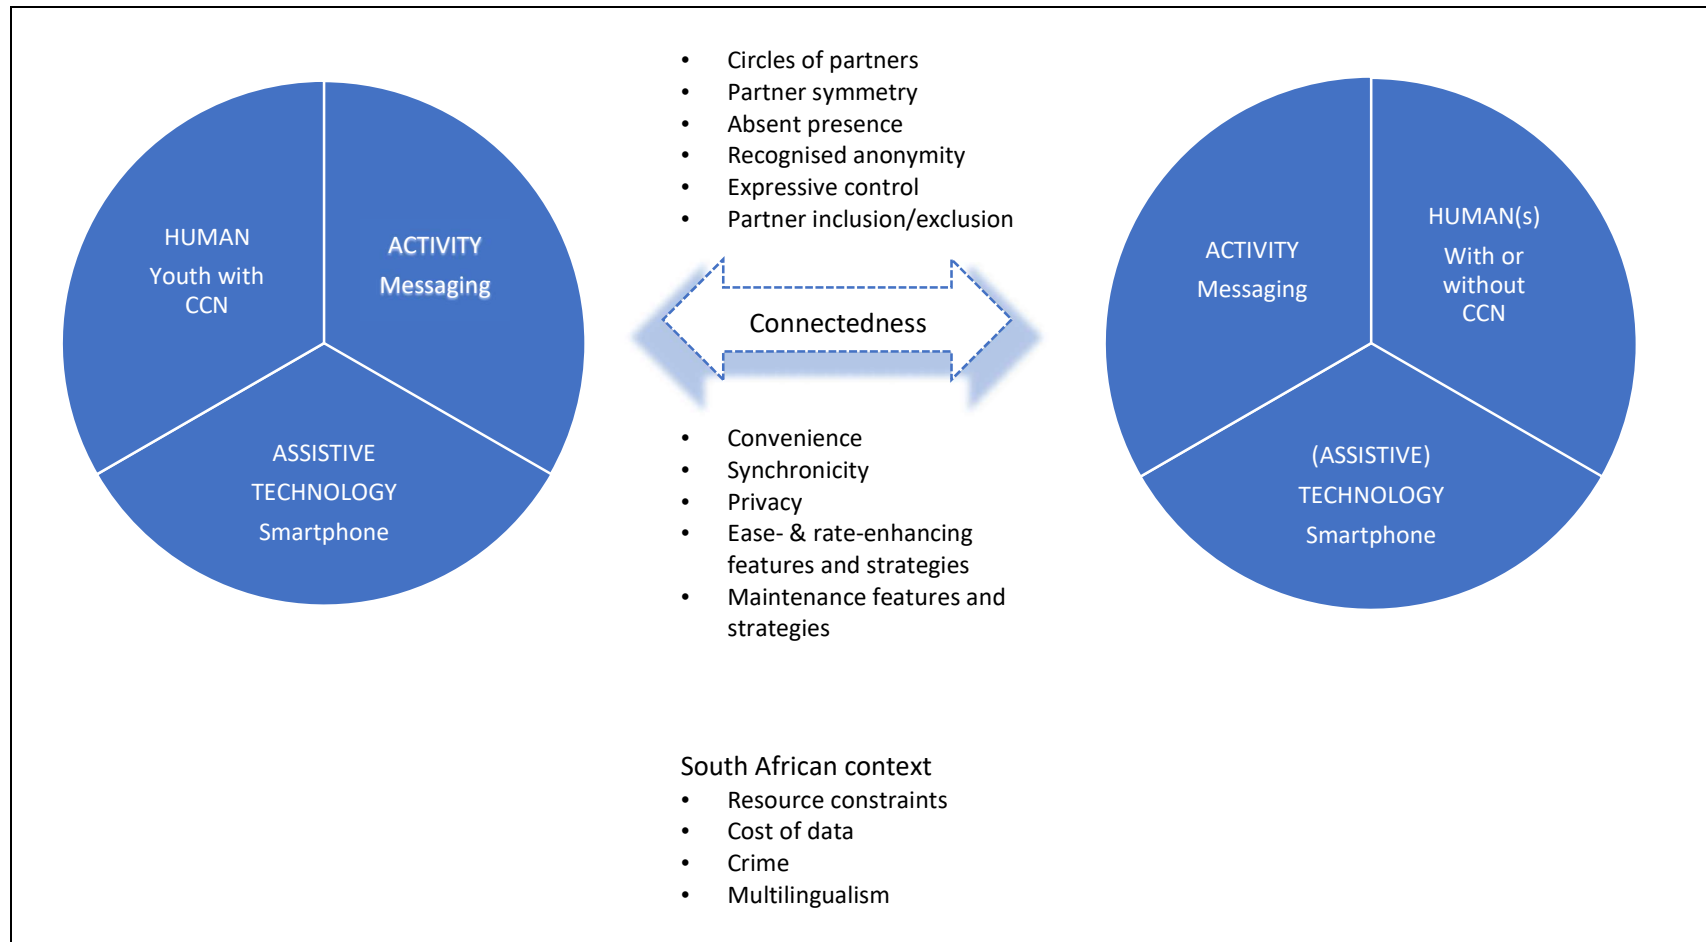 HUMAN
Youth with
CCN
ACTIVITY
Messaging
ASSISTIVE
TECHNOLOGY
Smartphone
• Circles of partners
• Partner symmetry
• Absent presence
• Recognised anonymity
• Expressive control
• Partner inclusion/exclusion
Connectedness
• Convenience
• Synchronicity
• Privacy
• Ease- & rate-enhancing
features and strategies
• Maintenance features and
strategies
South African context
• Resource constraints
• Cost of data
• Crime
• Multilingualism
ACTIVITY
Messaging
HUMAN(s)
With or
without
CCN
(ASSISTIVE)
TECHNOLOGY
Smartphone